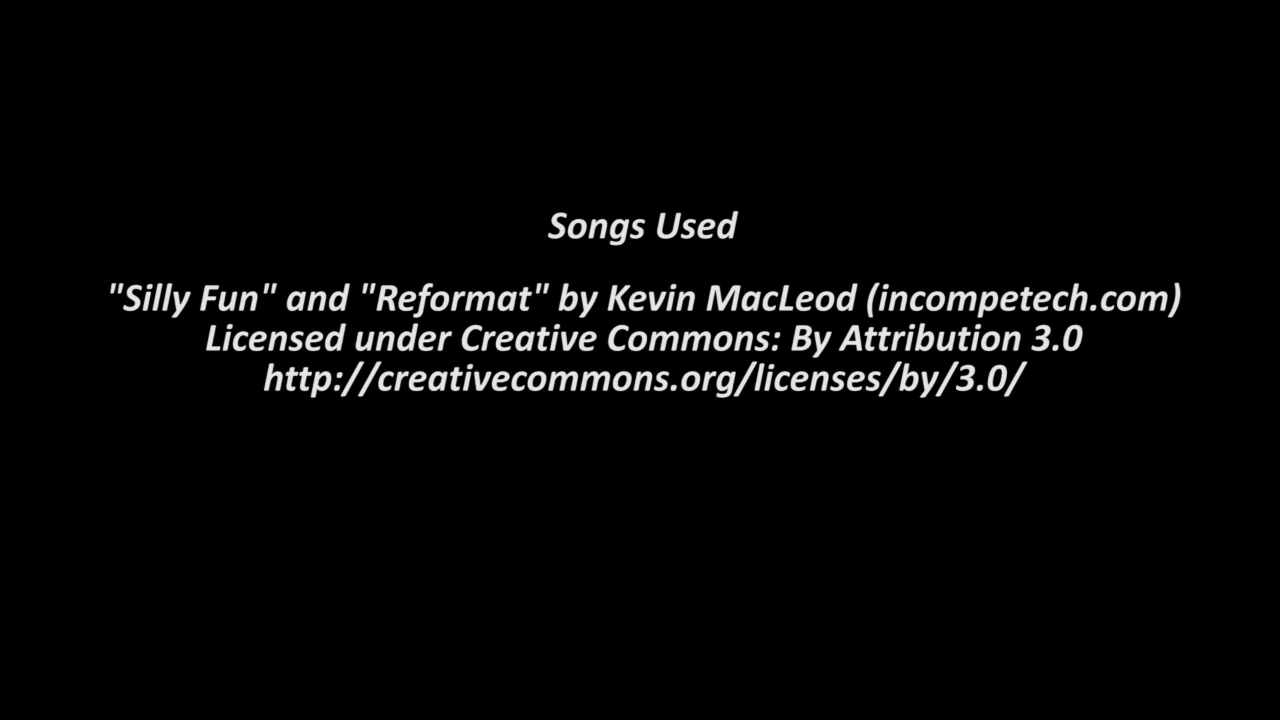 Songs Used
"Silly Fun" and "Reformat" by Kevin MacLeod (incompetech.com)
Licensed under Creative Commons: By Attribution 3.0
http://creativecommons.org/licenses/by/3.0/